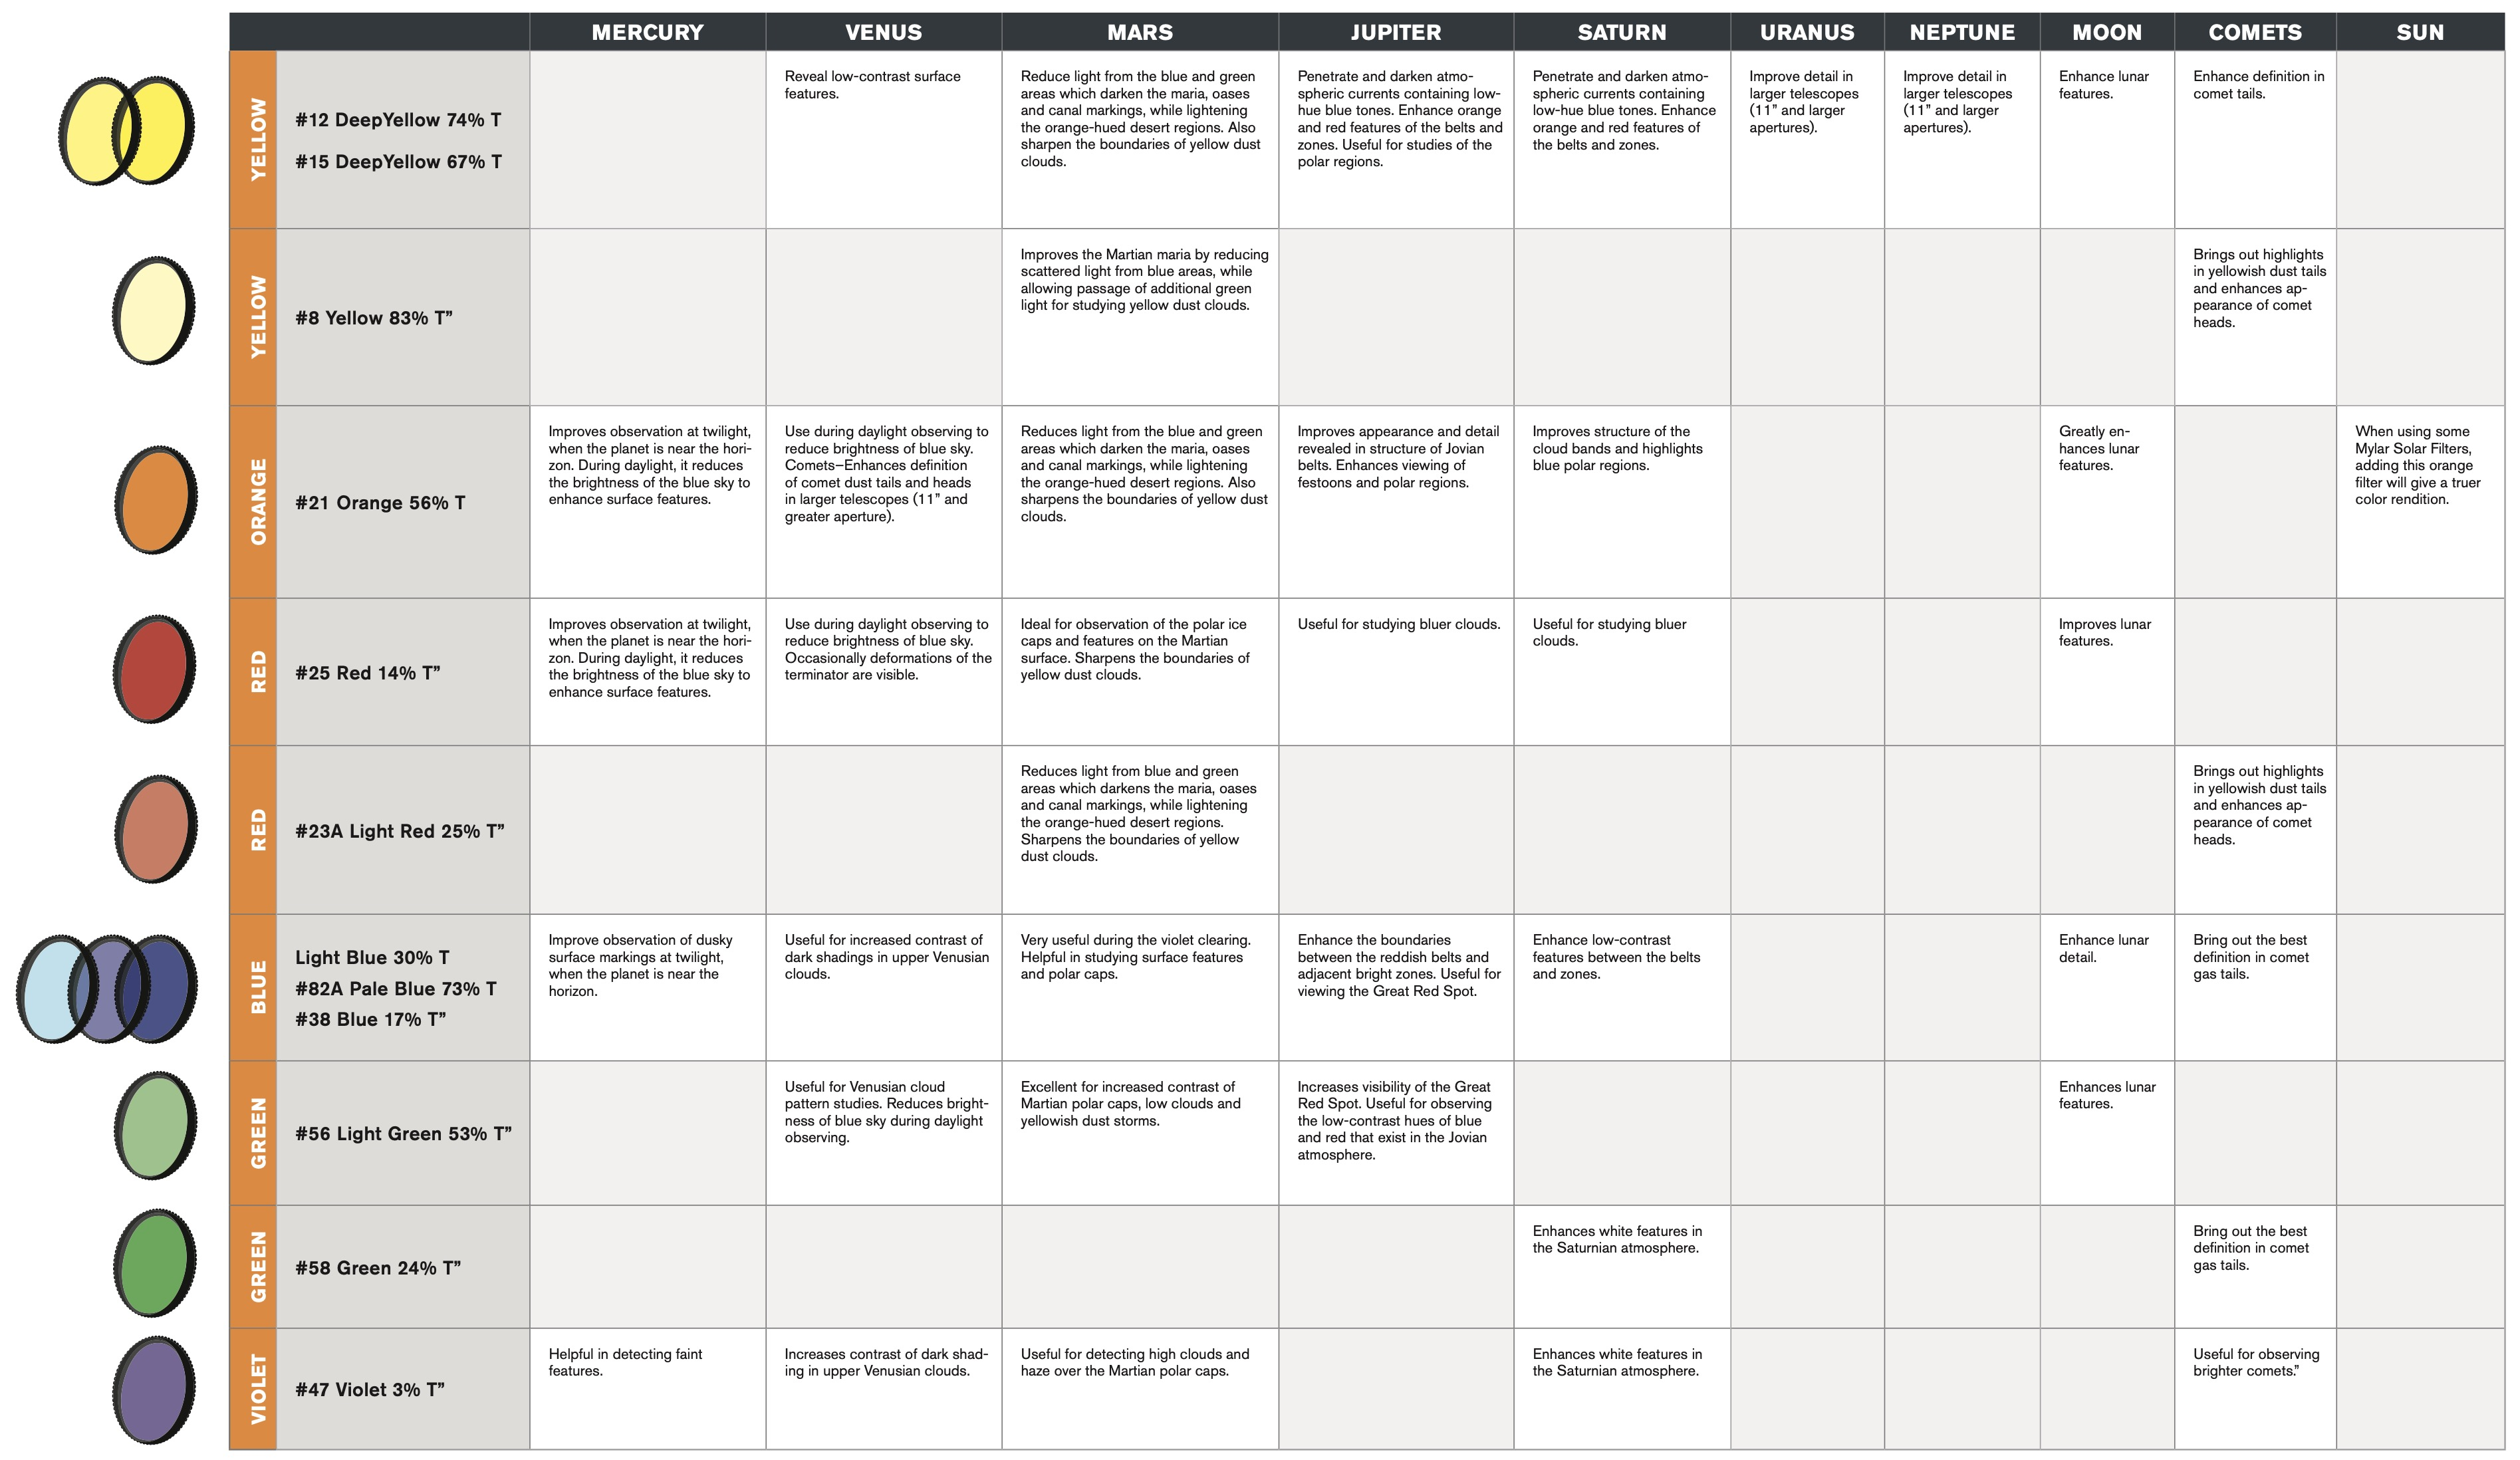 MERCURY VENUS MARS JUPITER SATURN URANUS NEPTUNE MOON COMETS SUN
YELLOW
#12 DeepYellow 74% T
#15 DeepYellow 67% T
Reveal low-contrast surface
features.
Reduce light from the blue and green
areas which darken the maria, oases
and canal markings, while lightening
the orange-hued desert regions. Also
sharpen the boundaries of yellow dust
clouds.
Penetrate and darken atmo-
spheric currents containing low-
hue blue tones. Enhance orange
and red features of the belts and
zones. Useful for studies of the
polar regions.
Penetrate and darken atmo-
spheric currents containing
low-hue blue tones. Enhance
orange and red features of
the belts and zones.
Improve detail in
larger telescopes
(11” and larger
apertures).
Improve detail in
larger telescopes
(11” and larger
apertures).
Enhance lunar
features.
Enhance definition in
comet tails.
YELLOW
#8 Yellow 83% T”
Improves the Martian maria by reducing
scattered light from blue areas, while
allowing passage of additional green
light for studying yellow dust clouds.
Brings out highlights
in yellowish dust tails
and enhances ap-
pearance of comet
heads.
ORANGE
#21 Orange 56% T
Improves observation at twilight,
when the planet is near the hori-
zon. During daylight, it reduces
the brightness of the blue sky to
enhance surface features.
Use during daylight observing to
reduce brightness of blue sky.
Comets–Enhances definition
of comet dust tails and heads
in larger telescopes (11” and
greater aperture).
Reduces light from the blue and green
areas which darken the maria, oases
and canal markings, while lightening
the orange-hued desert regions. Also
sharpens the boundaries of yellow dust
clouds.
Improves appearance and detail
revealed in structure of Jovian
belts. Enhances viewing of
festoons and polar regions.
Improves structure of the
cloud bands and highlights
blue polar regions.
Greatly en-
hances lunar
features.
When using some
Mylar Solar Filters,
adding this orange
filter will give a truer
color rendition.
RED
#25 Red 14% T”
Improves observation at twilight,
when the planet is near the hori-
zon. During daylight, it reduces
the brightness of the blue sky to
enhance surface features.
Use during daylight observing to
reduce brightness of blue sky.
Occasionally deformations of the
terminator are visible.
Ideal for observation of the polar ice
caps and features on the Martian
surface. Sharpens the boundaries of
yellow dust clouds.
Useful for studying bluer clouds.
Useful for studying bluer
clouds.
Improves lunar
features.
RED
#23A Light Red 25% T”
Reduces light from blue and green
areas which darkens the maria, oases
and canal markings, while lightening
the orange-hued desert regions.
Sharpens the boundaries of yellow
dust clouds.
Brings out highlights
in yellowish dust tails
and enhances ap-
pearance of comet
heads.
BLUE
Light Blue 30% T
#82A Pale Blue 73% T
#38 Blue 17% T”
Improve observation of dusky
surface markings at twilight,
when the planet is near the
horizon.
Useful for increased contrast of
dark shadings in upper Venusian
clouds.
Very useful during the violet clearing.
Helpful in studying surface features
and polar caps.
Enhance the boundaries
between the reddish belts and
adjacent bright zones. Useful for
viewing the Great Red Spot.
Enhance low-contrast
features between the belts
and zones.
Enhance lunar
detail.
Bring out the best
definition in comet
gas tails.
GREEN
#56 Light Green 53% T”
Useful for Venusian cloud
pattern studies. Reduces bright-
ness of blue sky during daylight
observing.
Excellent for increased contrast of
Martian polar caps, low clouds and
yellowish dust storms.
Increases visibility of the Great
Red Spot. Useful for observing
the low-contrast hues of blue
and red that exist in the Jovian
atmosphere.
Enhances lunar
features.
GREEN
#58 Green 24% T”
Enhances white features in
the Saturnian atmosphere.
Bring out the best
definition in comet
gas tails.
VIOLET
#47 Violet 3% T”
Helpful in detecting faint
features.
Increases contrast of dark shad-
ing in upper Venusian clouds.
Useful for detecting high clouds and
haze over the Martian polar caps.
Enhances white features in
the Saturnian atmosphere.
Useful for observing
brighter comets.”